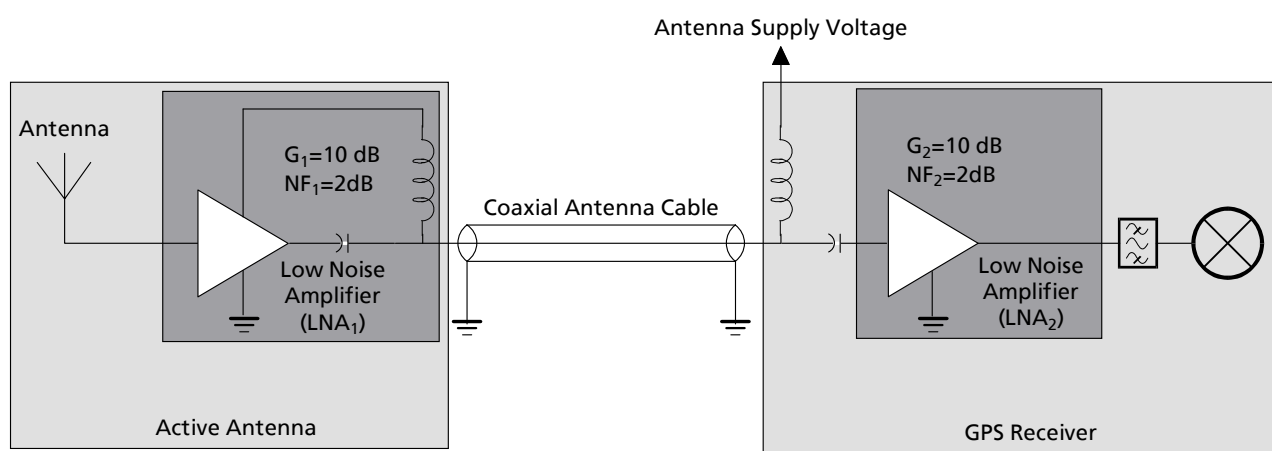 Antenna Supply Voltage
Antenna
G₁=10 dB
NF₁=2dB
Low Noise
Amplifier
(LNA₁)
Active Antenna
Coaxial Antenna Cable
G₂=10 dB
NF₂=2dB
Low Noise
Amplifier
(LNA₂)
GPS Receiver